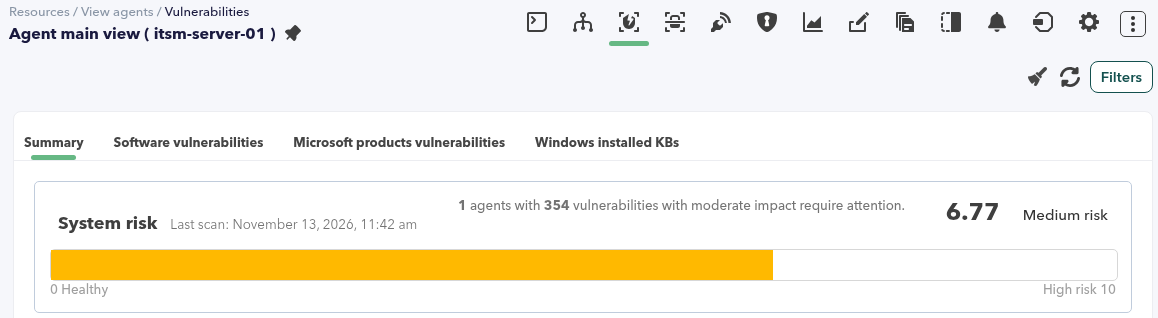 Resources / View agents / Vulnerabilities
Agent main view ( itsm-server-01 )
Filters
Summary Software vulnerabilities Microsoft products vulnerabilities Windows installed KBs
System risk Last scan: November 13, 2026, 11:42 am 1 agents with 354 vulnerabilities with moderate impact require attention. 6.77 Medium risk
0 Healthy High risk 10